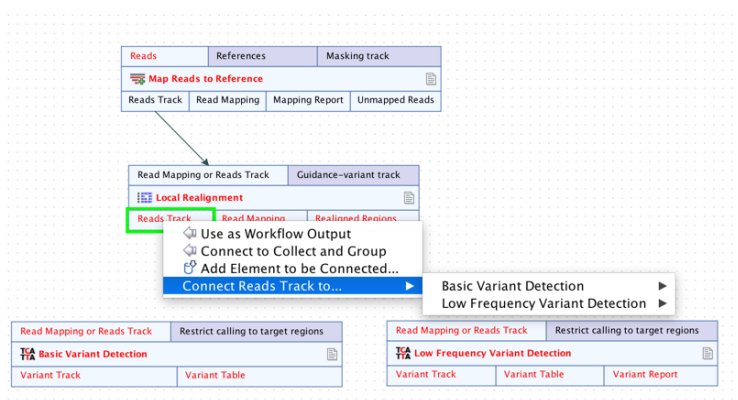 Reads References Masking track
Map Reads to Reference
Reads Track Read Mapping Mapping Report Unmapped Reads
Read Mapping or Reads Track Guidance-variant track
Local Realignment
Reads Track Read Mapping Realigned Regions
Use as Workflow Output
Connect to Collect and Group
Add Element to be Connected...
Connect Reads Track to...
Basic Variant Detection
Low Frequency Variant Detection
Read Mapping or Reads Track Restrict calling to target regions
TCA TTA Basic Variant Detection
Variant Track Variant Table
Read Mapping or Reads Track Restrict calling to target regions
TCA TTA Low Frequency Variant Detection
Variant Track Variant Table Variant Report